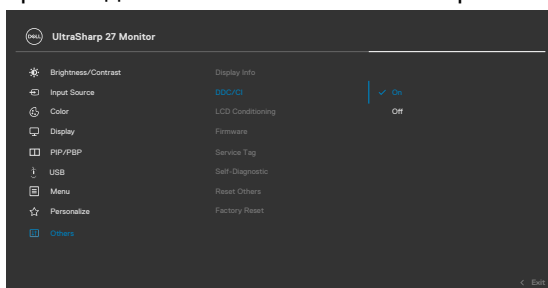 DELL
UltraSharp 27 Monitor
Brightness/Contrast
Display Info
Input Source
DDC/CI
On
Color
LCD Conditioning
Off
Display
Firmware
PIP/PBP
Service Tag
USB
Self-Diagnostic
Menu
Reset Others
Personalize
Factory Reset
Others
< Exit